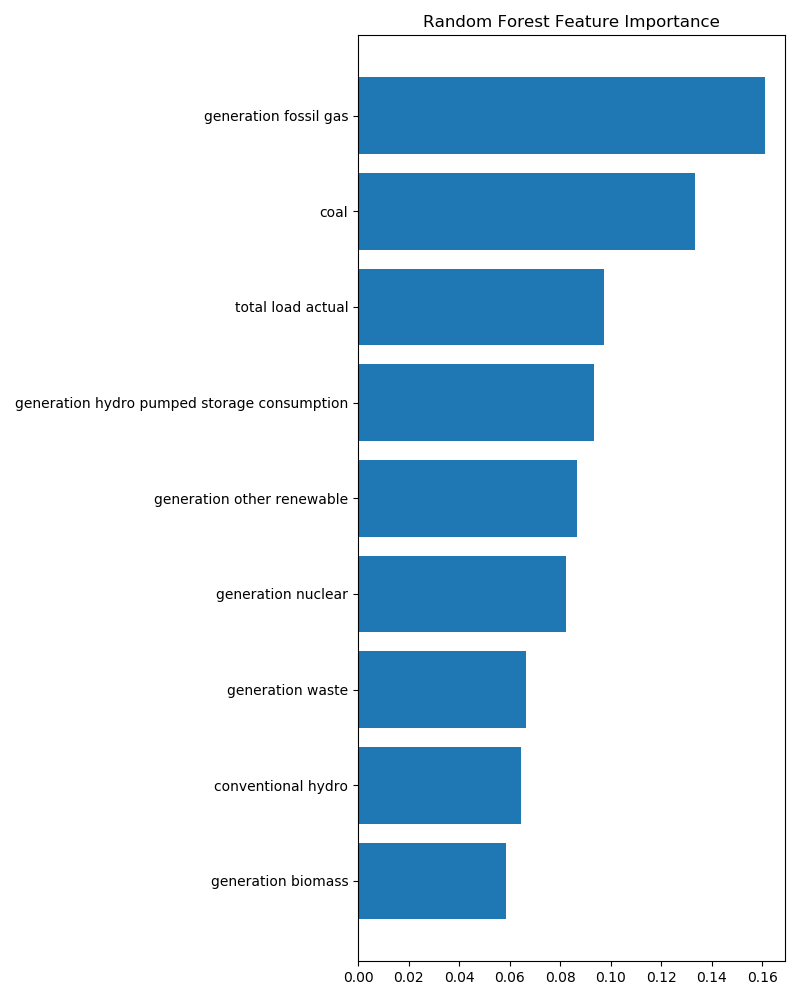 Random Forest Feature Importance
generation fossil gas
coal
total load actual
generation hydro pumped storage consumption
generation other renewable
generation nuclear
generation waste
conventional hydro
generation biomass
0.00 0.02 0.04 0.06 0.08 0.10 0.12 0.14 0.16